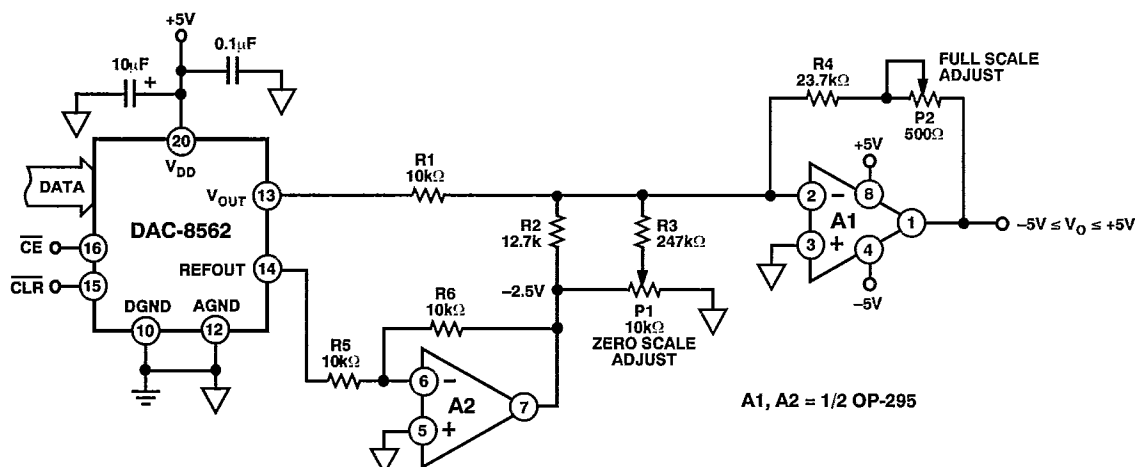 +5V
0.1µF
10µF
+
20
VDD
DATA
VOUT
13
DAC-8562
CE
16
REFOUT
14
CLR
15
DGND
AGND
10
12
R1
10kΩ
R2
12.7k
R3
247kΩ
–2.5V
P1
10kΩ
ZERO SCALE
ADJUST
R6
10kΩ
R5
10kΩ
6
–
A2
7
5
+
R4
23.7kΩ
FULL SCALE
ADJUST
P2
500Ω
+5V
2
–
8
A1
1
3
+
4
–5V
–5V ≤ VO ≤ +5V
A1, A2 = 1/2 OP-295